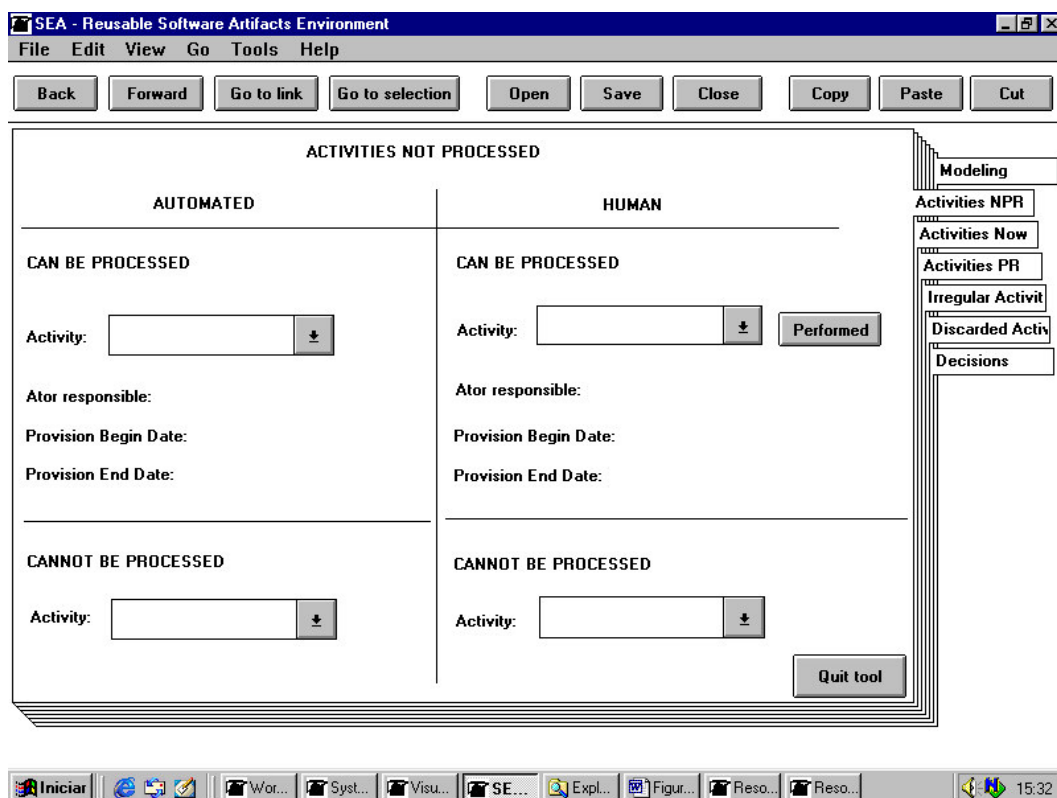 SEA - Reusable Software Artifacts Environment
File Edit View Go Tools Help
Back Forward Go to link Go to selection Open Save Close Copy Paste Cut
ACTIVITIES NOT PROCESSED
Modeling
Activities NPR
Activities Now
Activities PR
Irregular Activit
Discarded Activ
Decisions
AUTOMATED
CAN BE PROCESSED
Activity:
Ator responsible:
Provision Begin Date:
Provision End Date:
CANNOT BE PROCESSED
Activity:
HUMAN
CAN BE PROCESSED
Activity: Performed
Ator responsible:
Provision Begin Date:
Provision End Date:
CANNOT BE PROCESSED
Activity:
Quit tool
Iniciar Wor... Syst... Visu... SE... Expl... Figur... Reso... Reso... 15:32